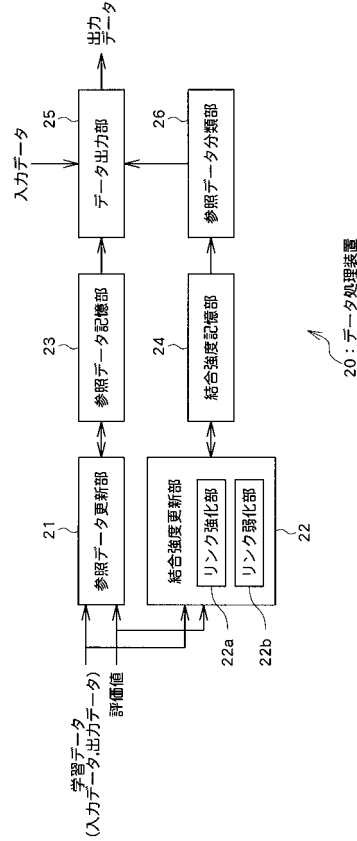 学習データ
(入力データ,出力データ)
評価値
21
参照データ更新部
23
参照データ記憶部
入力データ
25
データ出力部
出力
データ
結合強度更新部
リンク強化部
リンク弱化部
22a
22b
22
24
結合強度記憶部
26
参照データ分類部
20:データ処理装置